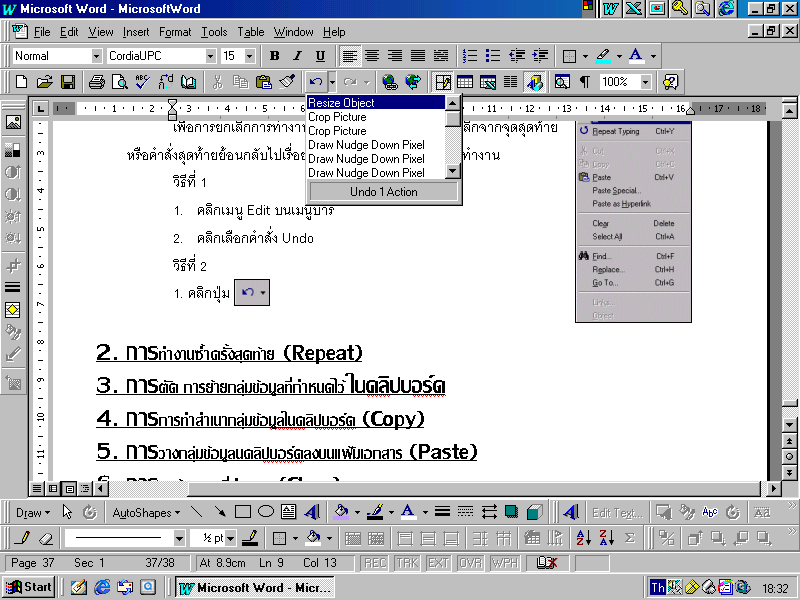 Microsoft Word - MicrosoftWord
File Edit View Insert Format Tools Table Window Help
Normal CordiaUPC 15 B I U
100%
Resize Object
Crop Picture
Crop Picture
Draw Nudge Down Pixel
Draw Nudge Down Pixel
Draw Nudge Down Pixel
Undo 1 Action
เพื่อการยกเลิกการทำงาน ลิกจากจุดสุดท้าย
หรือคำสั่งสุดท้ายย้อนกลับไปเรื่อย ทำงาน
วิธีที่ 1
1. คลิกเมนู Edit บนเมนูบาร์
2. คลิกเลือกคำสั่ง Undo
วิธีที่ 2
1. คลิกปุ่ม
Repeat Typing Ctrl+Y
Cut Ctrl+X
Copy Ctrl+C
Paste Ctrl+V
Paste Special...
Paste as Hyperlink
Clear Delete
Select All Ctrl+A
Find... Ctrl+F
Replace... Ctrl+H
Go To... Ctrl+G
Links...
Object
2. การทำงานซ้ำครั้งสุดท้าย (Repeat)
3. การตัด การย้ายกลุ่มข้อมูลที่กำหนดไว้ ในคลิปบอร์ด
4. การการทำสำเนากลุ่มข้อมูลในคลิปบอร์ด (Copy)
5. การวางกลุ่มข้อมูลนคลิปบอร์ดลงบนแฟ้มเอกสาร (Paste)
Draw AutoShapes Edit Text... Abc Aa
½ pt
Page 37 Sec 1 37/38 At 8.9cm Ln 9 Col 13 REC TRK EXT OVR WPH
Start Microsoft Word - Micr... Th 18:32